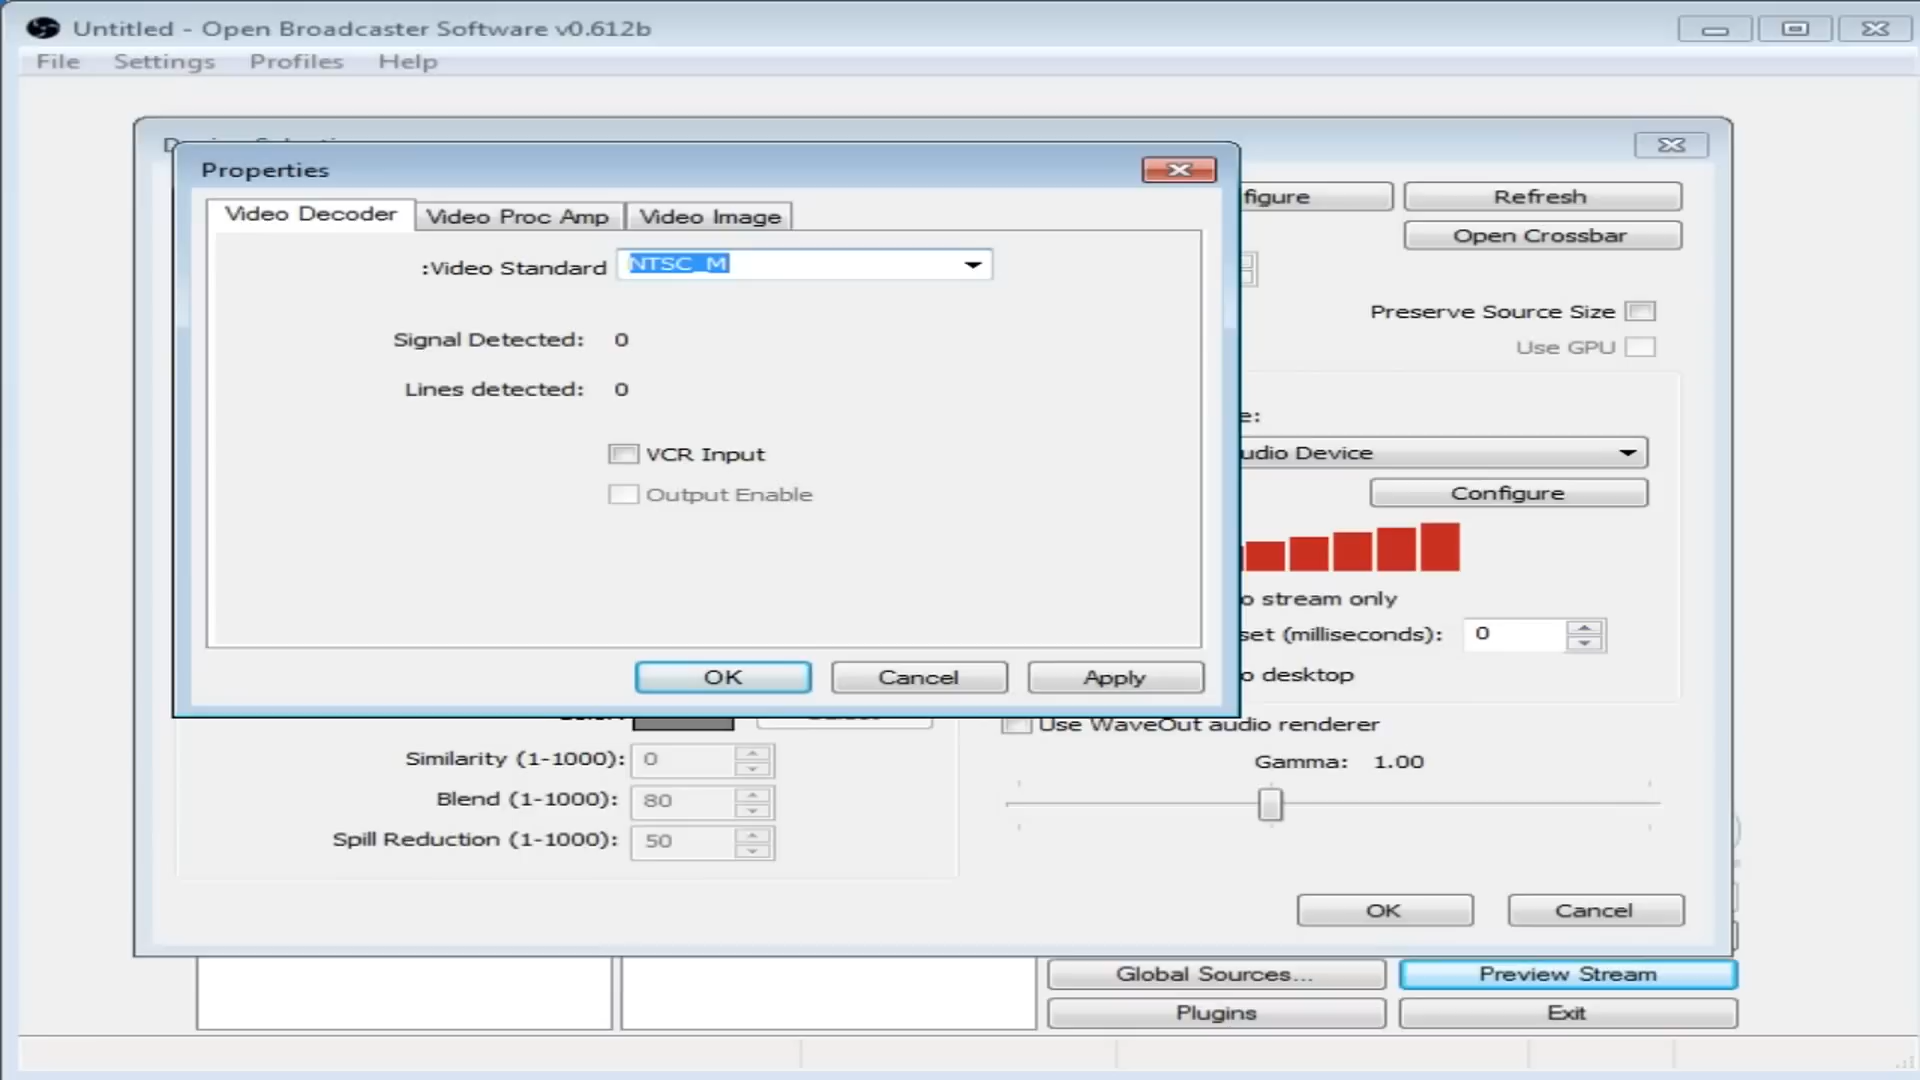 Untitled - Open Broadcaster Software v0.612b
File Settings Profiles Help
Properties
Video Decoder Video Proc Amp Video Image
:Video Standard NTSC_M
Signal Detected: 0
Lines detected: 0
VCR Input
Output Enable
OK Cancel Apply
figure Refresh
Open Crossbar
Preserve Source Size
Use GPU
e:
udio Device
Configure
o stream only
set (milliseconds): 0
o desktop
Use WaveOut audio renderer
Gamma: 1.00
Similarity (1-1000): 0
Blend (1-1000): 80
Spill Reduction (1-1000): 50
OK Cancel
Global Sources... Preview Stream
Plugins Exit